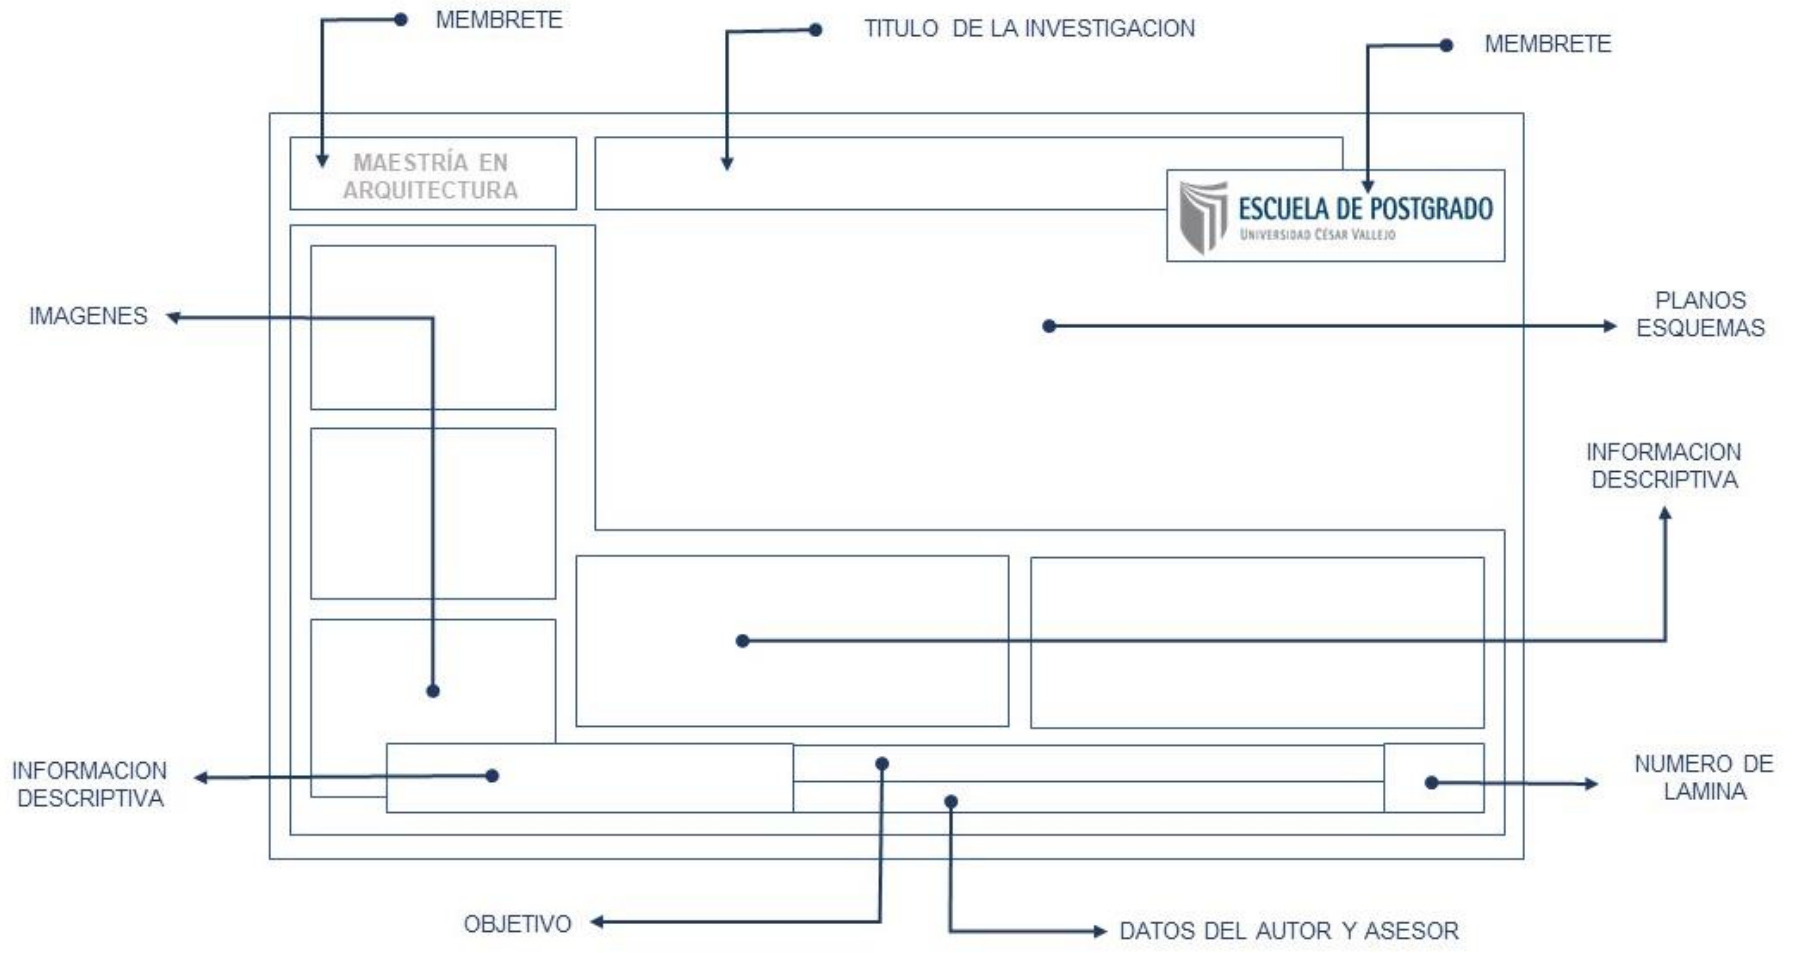 MEMBRETE
TITULO DE LA INVESTIGACION
MEMBRETE
MAESTRÍA EN
ARQUITECTURA
ESCUELA DE POSTGRADO
UNIVERSIDAD CÉSAR VALLEJO
IMAGENES
PLANOS
ESQUEMAS
INFORMACION
DESCRIPTIVA
INFORMACION
DESCRIPTIVA
NUMERO DE
LAMINA
OBJETIVO
DATOS DEL AUTOR Y ASESOR